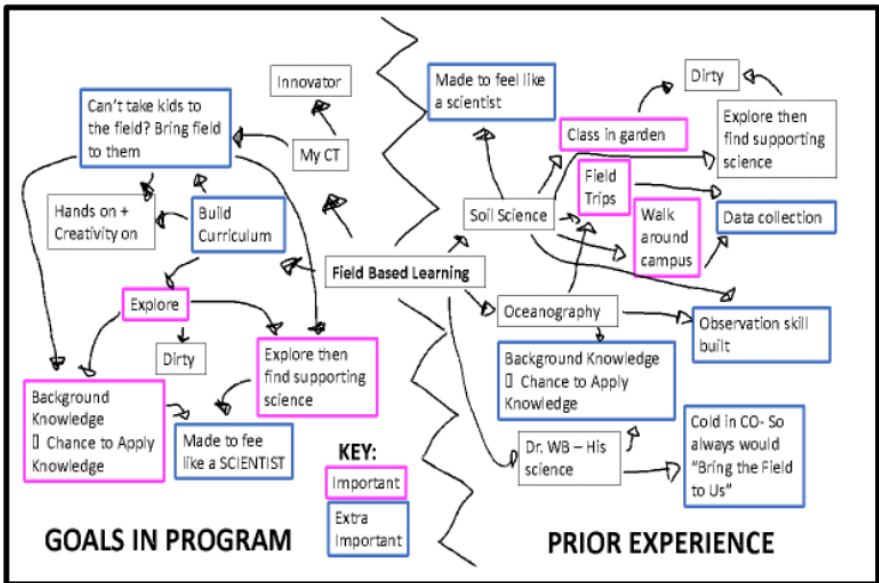 Innovator
Can't take kids to
the field? Bring field
to them
My CT
Hands on +
Creativity on
Build
Curriculum
Field Based Learning
Explore
Dirty
Explore then
find supporting
science
Background
Knowledge
▯ Chance to Apply
Knowledge
Made to fee
like a SCIENTIST
KEY:
Important
Extra
Important
GOALS IN PROGRAM
Made to feel like
a scientist
Dirty
Class in garden
Explore then
find supporting
science
Field
Trips
Soil Science
Walk
around
campus
Data collection
Oceanography
Observation skill
built
Background Knowledge
▯ Chance to Apply
Knowledge
Dr. WB – His
science
Cold in CO- So
always would
“Bring the Field
to Us”
PRIOR EXPERIENCE